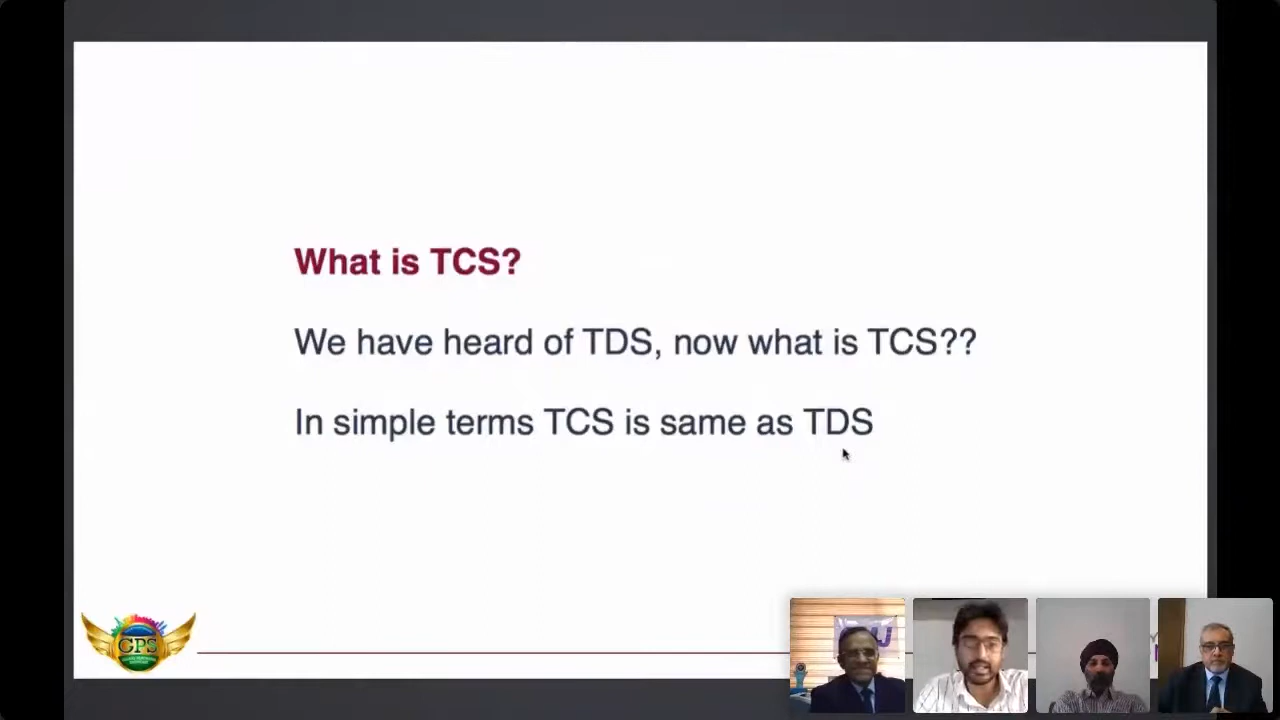 What is TCS?
We have heard of TDS, now what is TCS??
In simple terms TCS is same as TDS
GPS